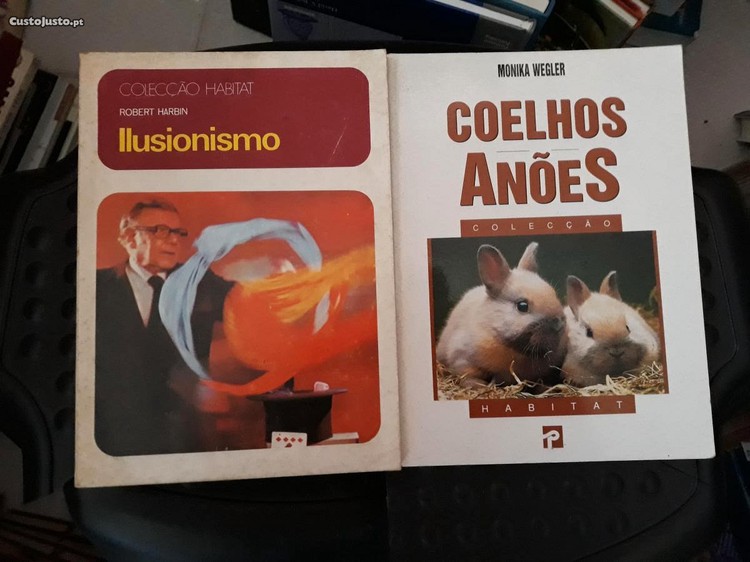 CustoJusto.pt
COLECÇÃO HABITAT
ROBERT HARBIN
Ilusionismo
MONIKA WEGLER
COELHOS
ANÕES
COLECÇÃO
HABITAT